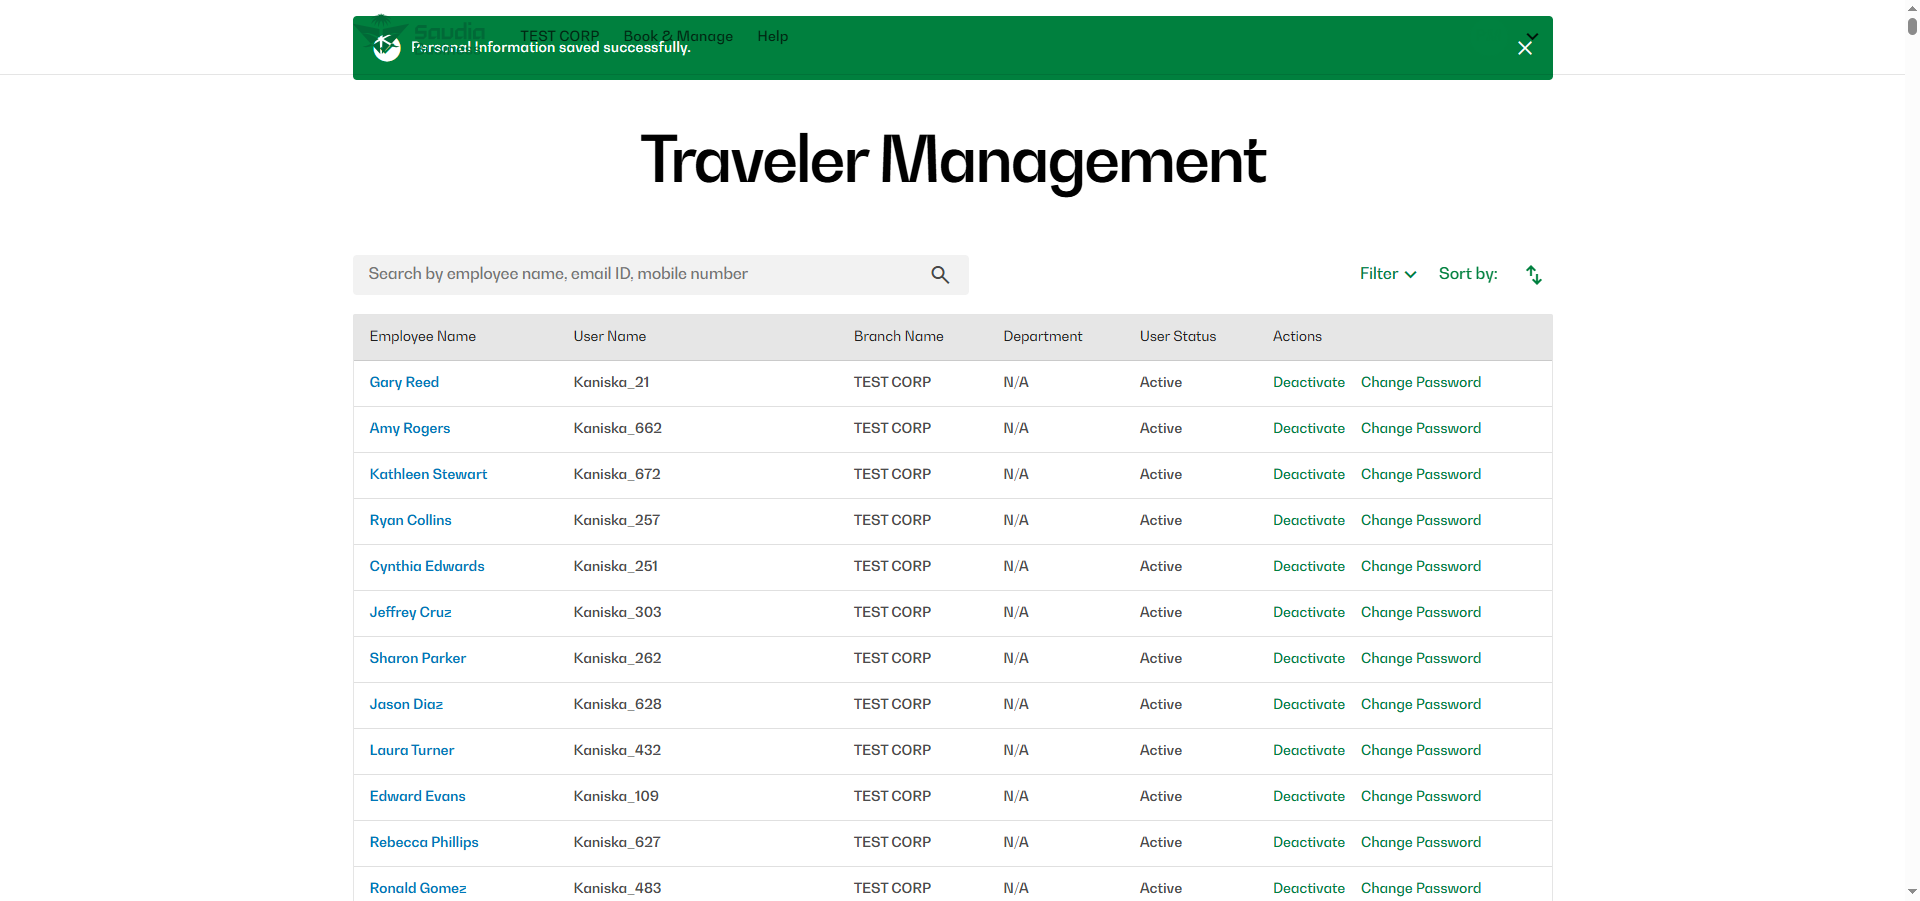 Saudia
TEST CORP Book & Manage Help
Personal Information saved successfully.
Traveler Management
Search by employee name, email ID, mobile number
Filter Sort by:
Employee Name User Name Branch Name Department User Status Actions
Gary Reed Kaniska_21 TEST CORP N/A Active Deactivate Change Password
Amy Rogers Kaniska_662 TEST CORP N/A Active Deactivate Change Password
Kathleen Stewart Kaniska_672 TEST CORP N/A Active Deactivate Change Password
Ryan Collins Kaniska_257 TEST CORP N/A Active Deactivate Change Password
Cynthia Edwards Kaniska_251 TEST CORP N/A Active Deactivate Change Password
Jeffrey Cruz Kaniska_303 TEST CORP N/A Active Deactivate Change Password
Sharon Parker Kaniska_262 TEST CORP N/A Active Deactivate Change Password
Jason Diaz Kaniska_628 TEST CORP N/A Active Deactivate Change Password
Laura Turner Kaniska_432 TEST CORP N/A Active Deactivate Change Password
Edward Evans Kaniska_109 TEST CORP N/A Active Deactivate Change Password
Rebecca Phillips Kaniska_627 TEST CORP N/A Active Deactivate Change Password
Ronald Gomez Kaniska_483 TEST CORP N/A Active Deactivate Change Password